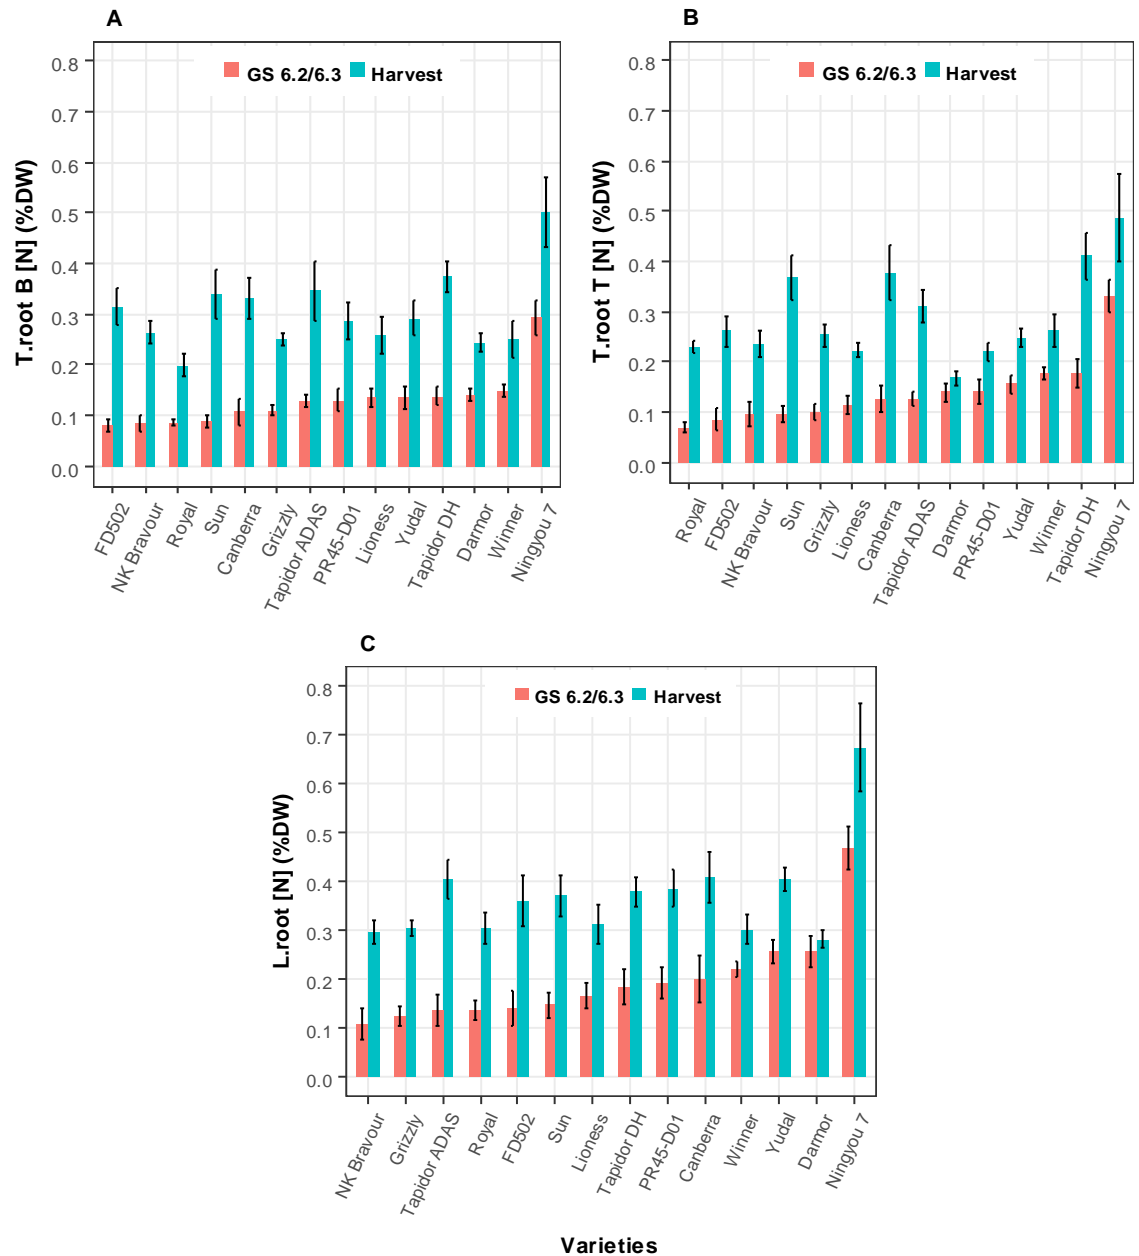 A
GS 6.2/6.3 Harvest
T.root B [N] (%DW)
0.8
0.7
0.6
0.5
0.4
0.3
0.2
0.1
0.0
FD502
NK Bravour
Royal
Sun
Canberra
Grizzly
Tapidor ADAS
PR45-D01
Lioness
Yudal
Tapidor DH
Darmor
Winner
Ningyou 7
B
GS 6.2/6.3 Harvest
T.root T [N] (%DW)
0.8
0.7
0.6
0.5
0.4
0.3
0.2
0.1
0.0
Royal
FD502
NK Bravour
Sun
Grizzly
Lioness
Canberra
Tapidor ADAS
Darmor
PR45-D01
Yudal
Winner
Tapidor DH
Ningyou 7
C
GS 6.2/6.3 Harvest
L.root [N] (%DW)
0.8
0.7
0.6
0.5
0.4
0.3
0.2
0.1
0.0
NK Bravour
Grizzly
Tapidor ADAS
Royal
FD502
Sun
Lioness
Tapidor DH
PR45-D01
Canberra
Winner
Yudal
Darmor
Ningyou 7
Varieties